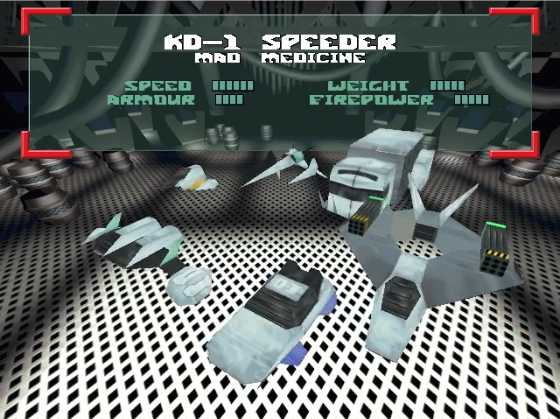 KD-1 SPEEDER
MAD MEDICINE
SPEED WEIGHT
ARMOUR FIREPOWER